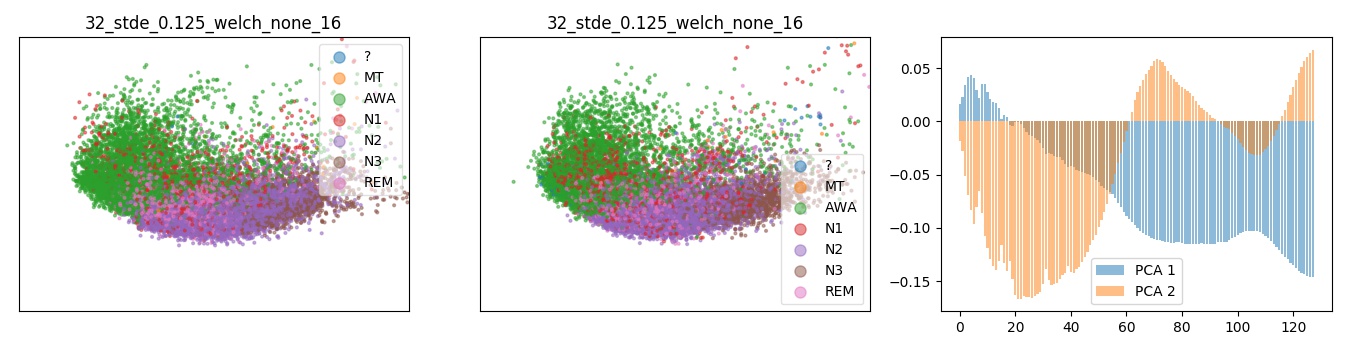 32_stde_0.125_welch_none_16
?
MT
AWA
N1
N2
N3
REM
32_stde_0.125_welch_none_16
?
MT
AWA
N1
N2
N3
REM
0.05
0.00
−0.05
−0.10
−0.15
PCA 1
PCA 2
0 20 40 60 80 100 120